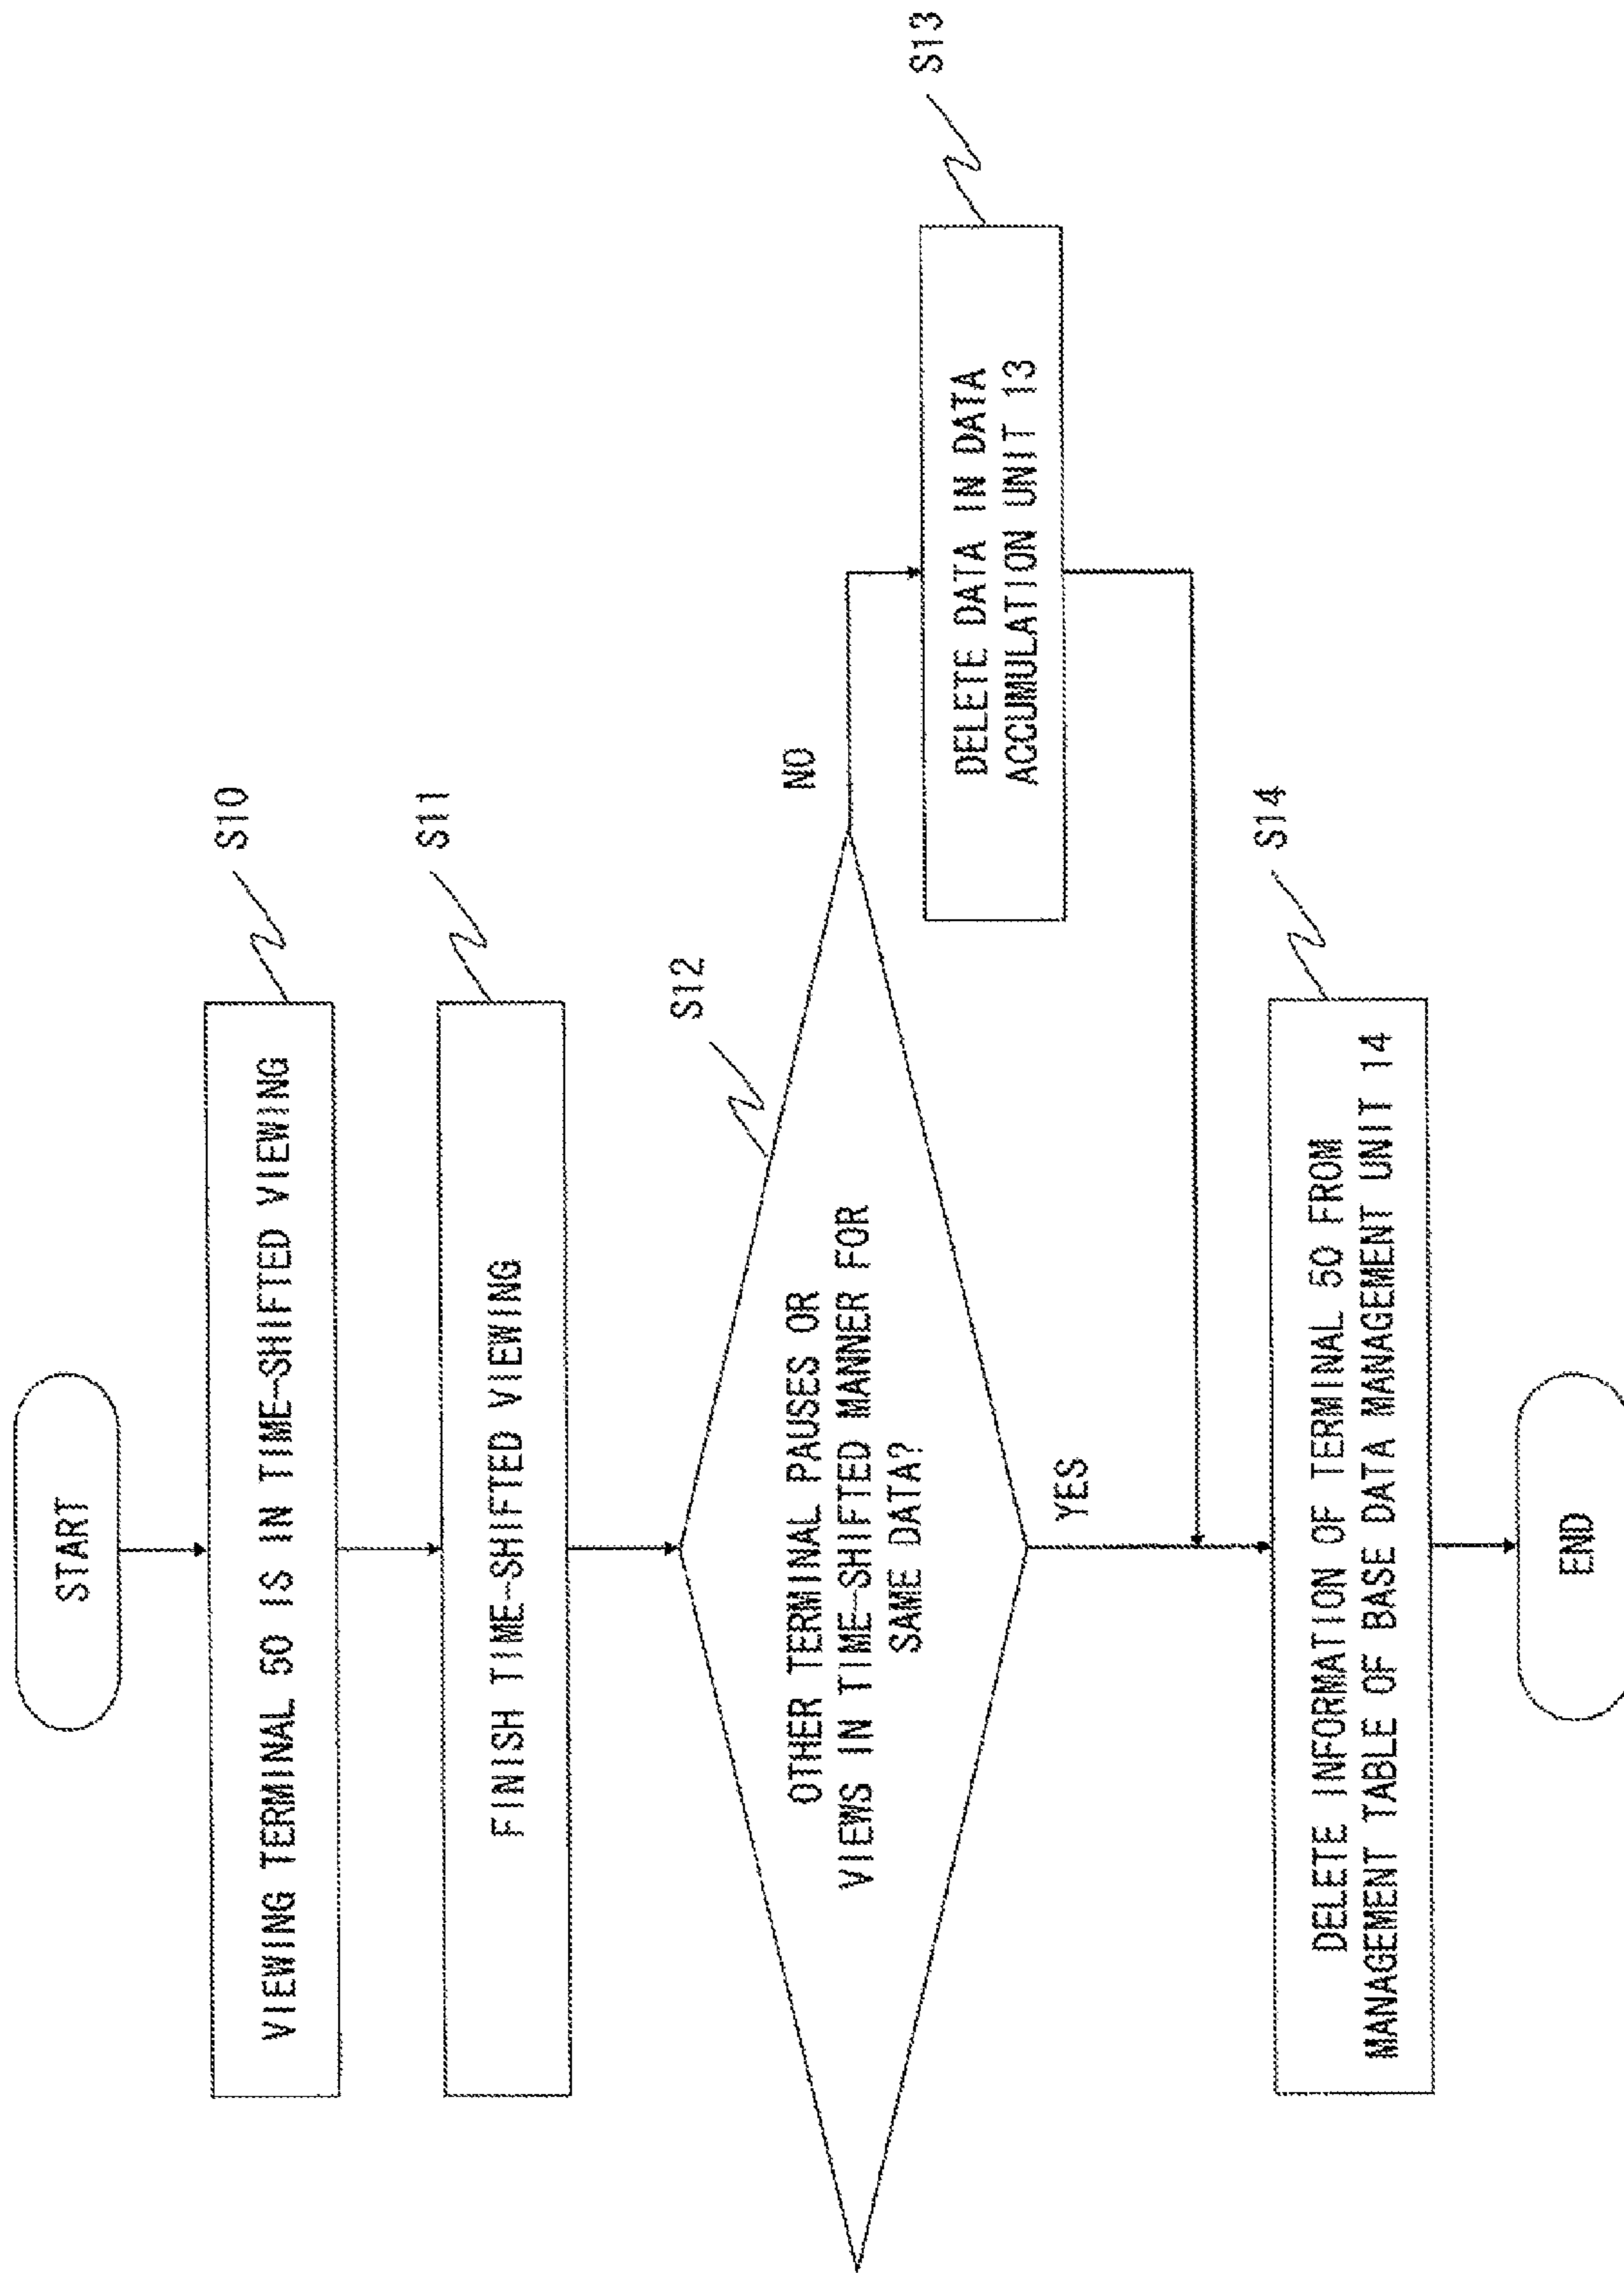 START
VIEWING TERMINAL 50 IS IN TIME-SHIFTED VIEWING
S10
FINISH TIME-SHIFTED VIEWING
S11
OTHER TERMINAL PAUSES OR
VIEWS IN TIME-SHIFTED MANNER FOR
SAME DATA?
S12
NO
DELETE DATA IN DATA
ACCUMULATION UNIT 13
S13
YES
DELETE INFORMATION OF TERMINAL 50 FROM
MANAGEMENT TABLE OF BASE DATA MANAGEMENT UNIT 14
S14
END